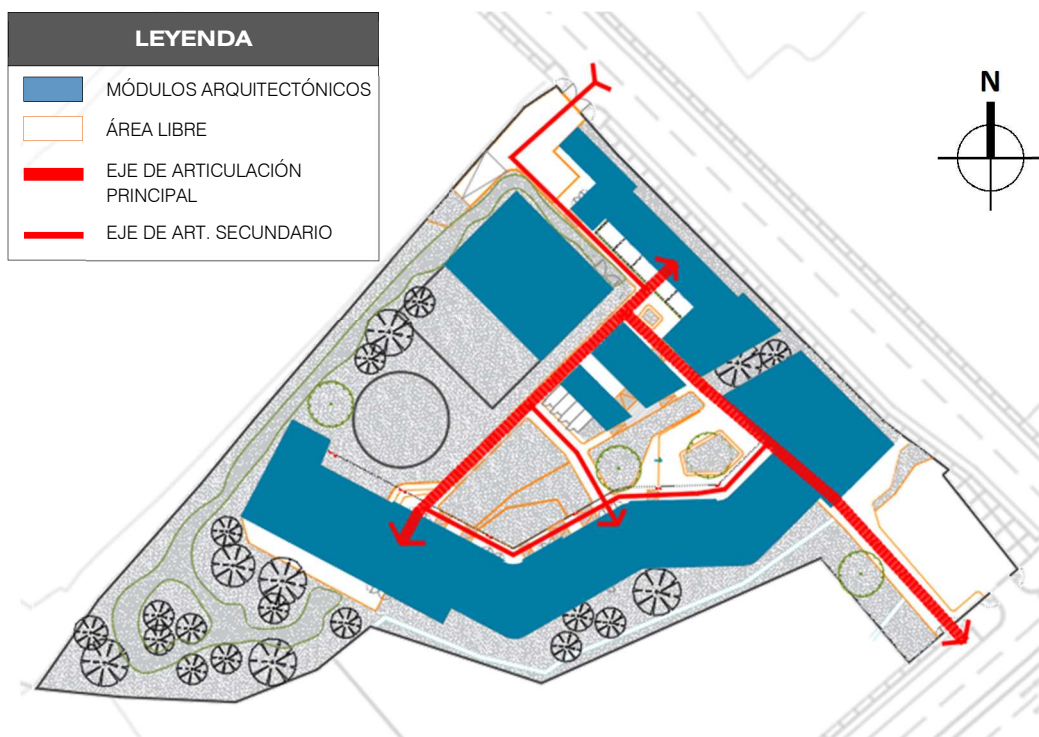 LEYENDA
MÓDULOS ARQUITECTÓNICOS
ÁREA LIBRE
EJE DE ARTICULACIÓN
PRINCIPAL
EJE DE ART. SECUNDARIO
N